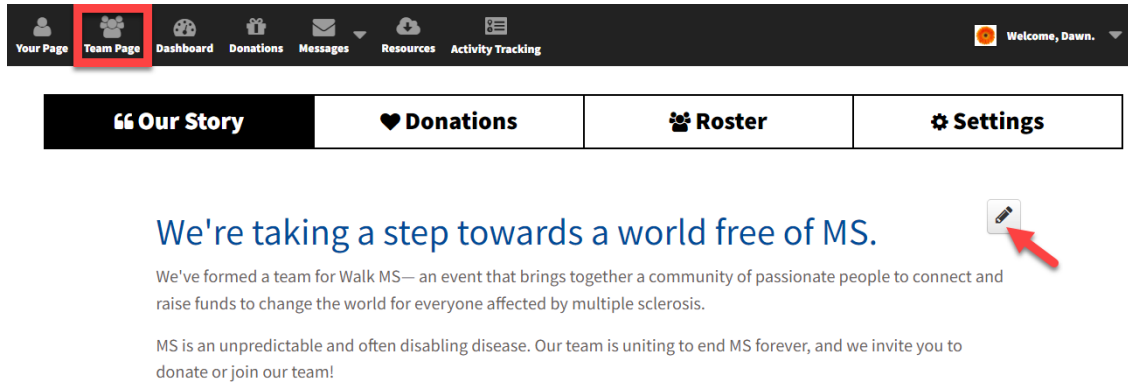 Your Page Team Page Dashboard Donations Messages Resources Activity Tracking Welcome, Dawn.
Our Story Donations Roster Settings
We're taking a step towards a world free of MS.
We've formed a team for Walk MS— an event that brings together a community of passionate people to connect and
raise funds to change the world for everyone affected by multiple sclerosis.
MS is an unpredictable and often disabling disease. Our team is uniting to end MS forever, and we invite you to
donate or join our team!